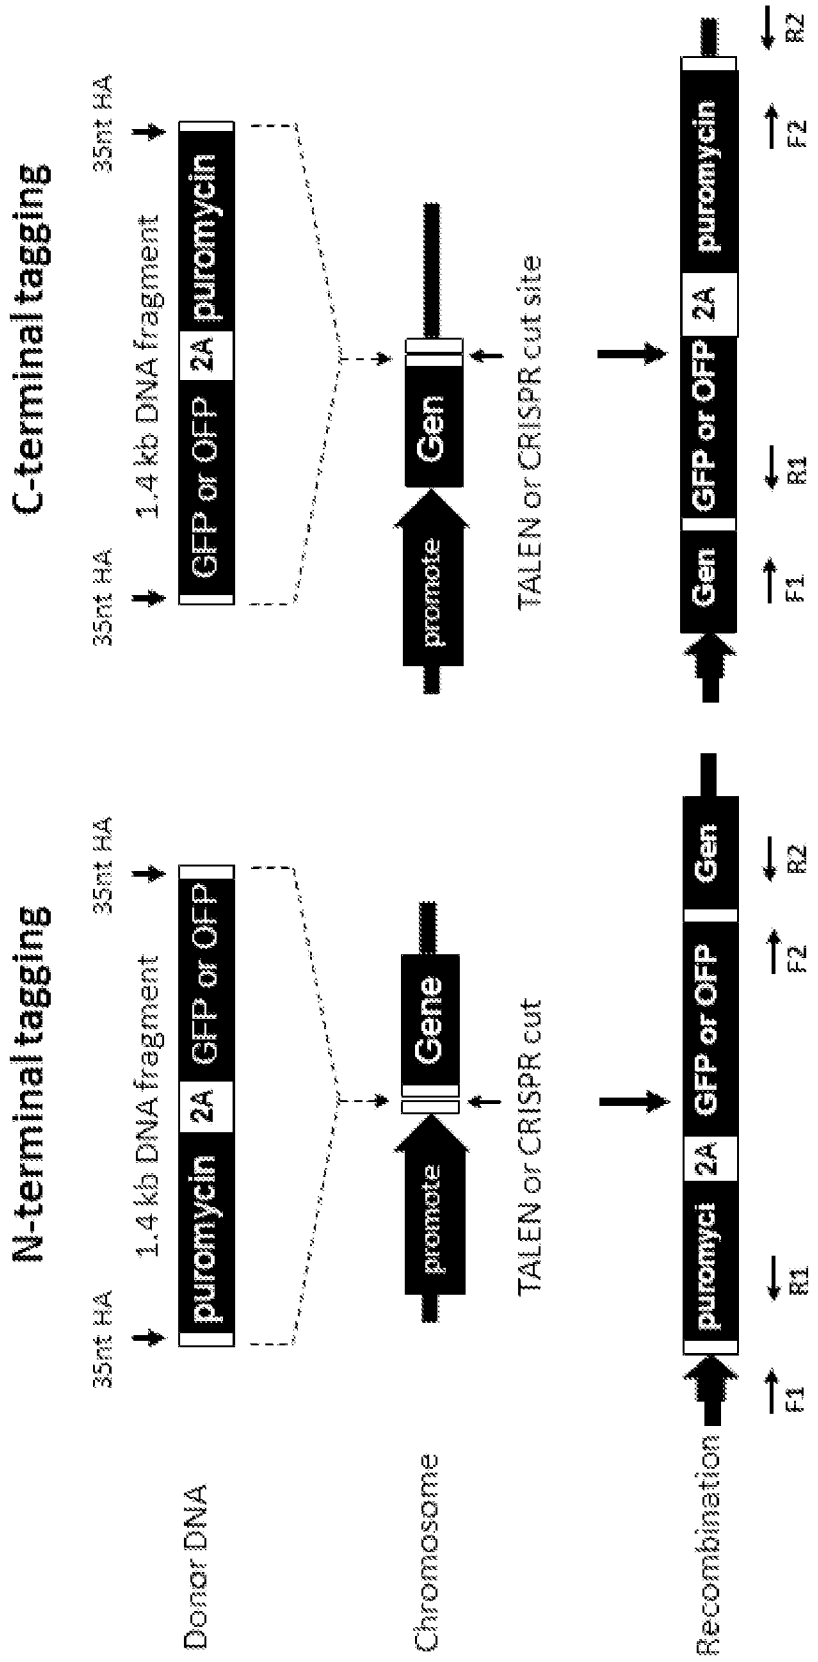 N-terminal tagging
C-terminal tagging
35nt HA
35nt HA
35nt HA
35nt HA
1.4 kb DNA fragment
1.4 kb DNA fragment
Donor DNA
puromycin 2A GFP or OFP
GFP or OFP 2A puromycin
Chromosome
promote Gene
promote Gen
TALEN or CRISPR cut
TALEN or CRISPR cut site
Recombination
puromyci 2A GFP or OFP Gen
Gen GFP or OFP 2A puromycin
F1 R1 F2 R2
F1 R1 F2 R2